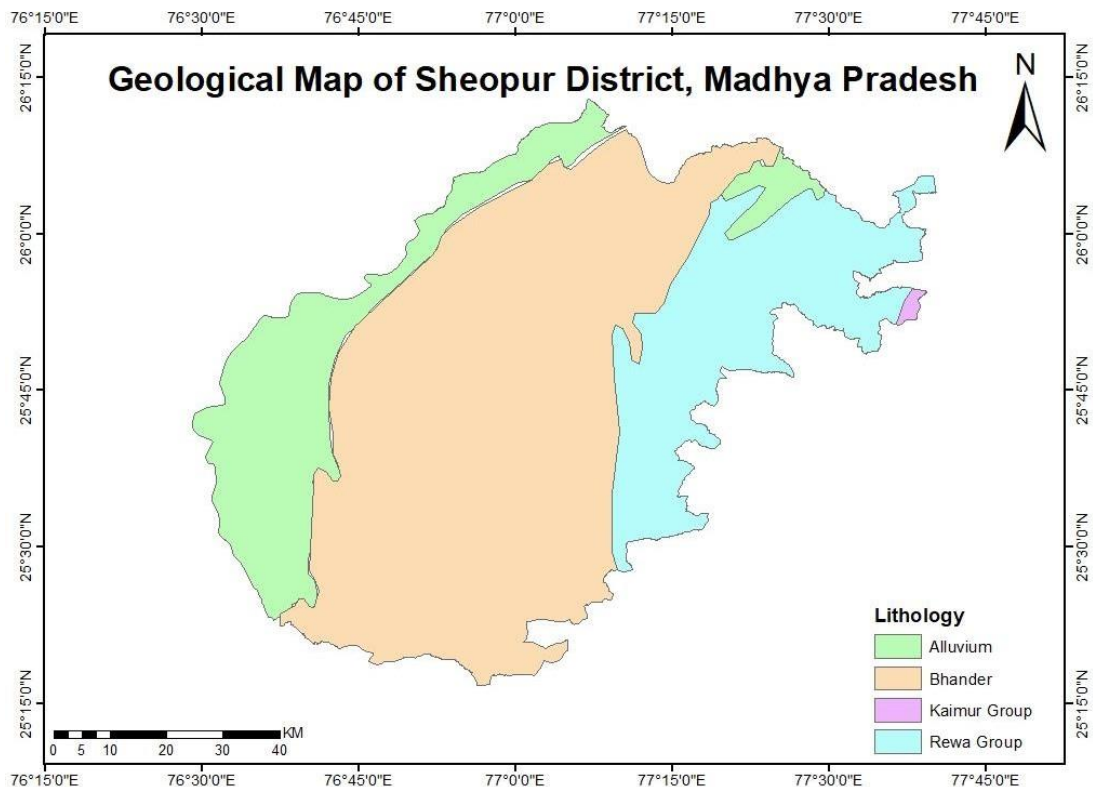 76°15'0"E 76°30'0"E 76°45'0"E 77°0'0"E 77°15'0"E 77°30'0"E 77°45'0"E
Geological Map of Sheopur District, Madhya Pradesh
N
26°15'0"N 26°15'0"N
26°0'0"N 26°0'0"N
25°45'0"N 25°45'0"N
25°30'0"N 25°30'0"N
25°15'0"N 25°15'0"N
Lithology
Alluvium
Bhander
Kaimur Group
Rewa Group
KM
0 5 10 20 30 40
76°15'0"E 76°30'0"E 76°45'0"E 77°0'0"E 77°15'0"E 77°30'0"E 77°45'0"E